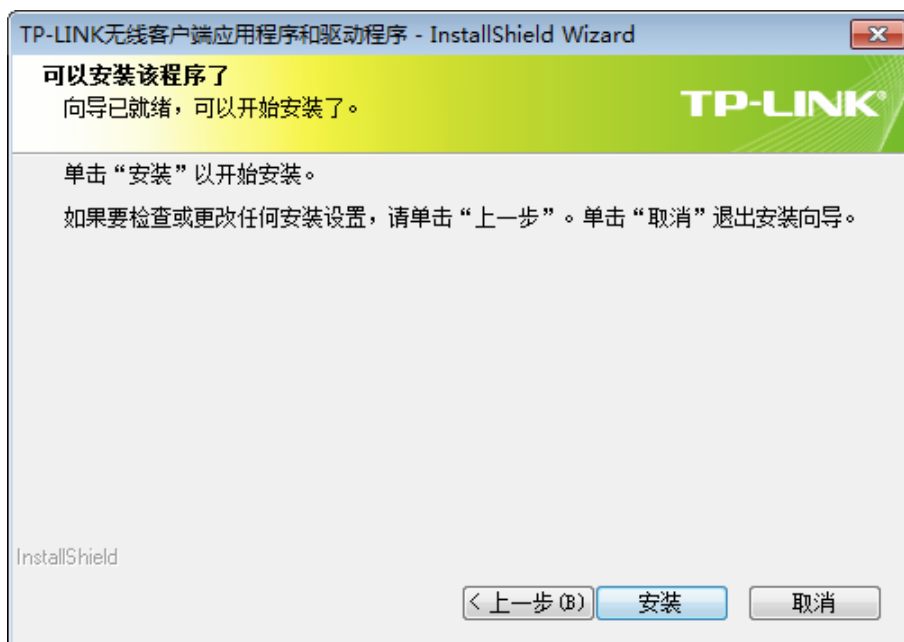 TP-LINK无线客户端应用程序和驱动程序 - InstallShield Wizard
可以安装该程序了
向导已就绪，可以开始安装了。
TP-LINK®
单击“安装”以开始安装。
如果要检查或更改任何安装设置，请单击“上一步”。单击“取消”退出安装向导。
InstallShield
< 上一步(B)
安装
取消